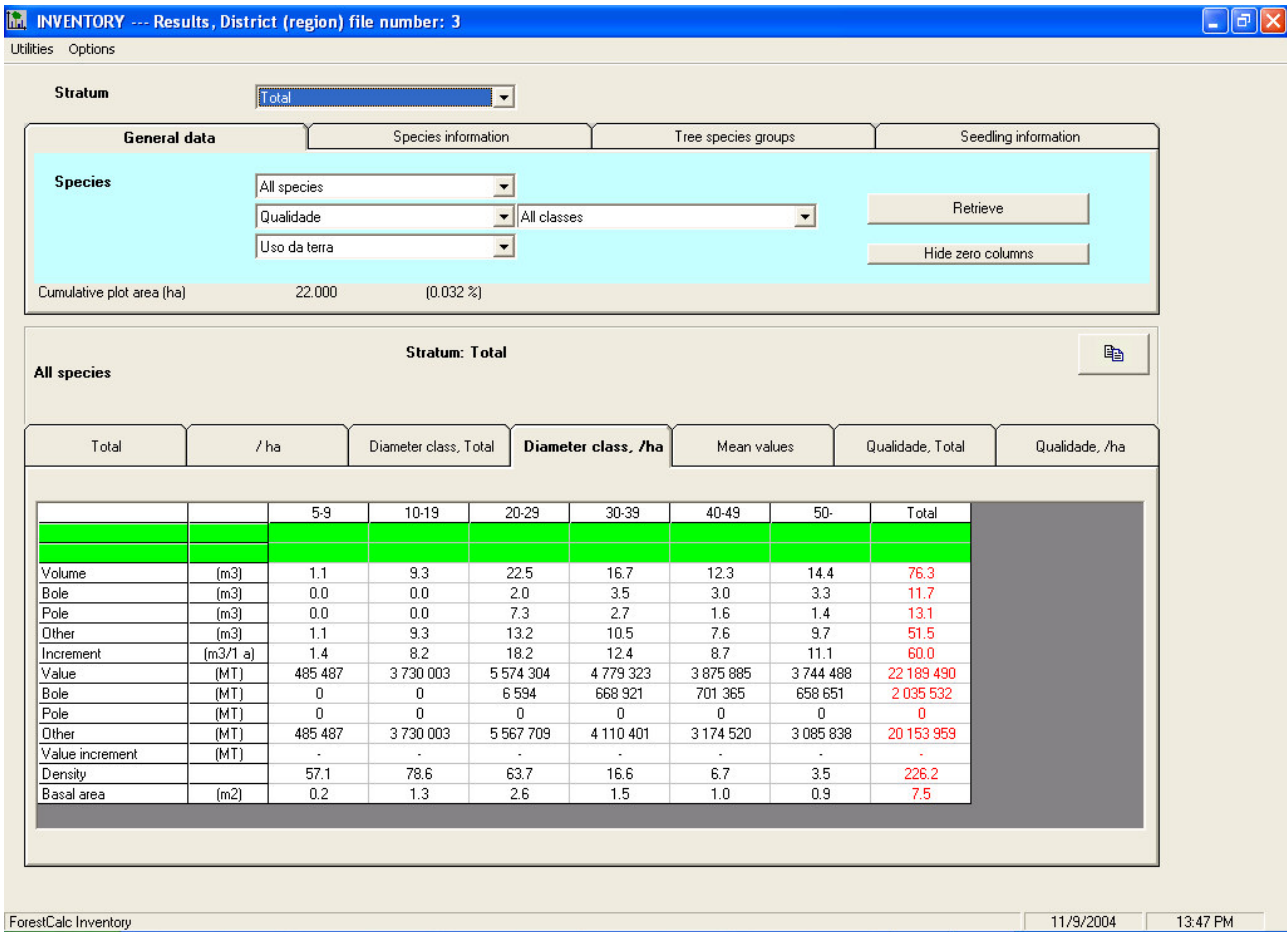 INVENTORY --- Results, District (region) file number: 3
Utilities Options
Stratum Total
General data Species information Tree species groups Seedling information
Species All species
Qualidade All classes Retrieve
Uso da terra Hide zero columns
Cumulative plot area (ha) 22.000 (0.032 %)
Stratum: Total
All species
Total / ha Diameter class, Total Diameter class, /ha Mean values Qualidade, Total Qualidade, /ha
5-9 10-19 20-29 30-39 40-49 50- Total
Volume (m3) 1.1 9.3 22.5 16.7 12.3 14.4 76.3
Bole (m3) 0.0 0.0 2.0 3.5 3.0 3.3 11.7
Pole (m3) 0.0 0.0 7.3 2.7 1.6 1.4 13.1
Other (m3) 1.1 9.3 13.2 10.5 7.6 9.7 51.5
Increment (m3/1 a) 1.4 8.2 18.2 12.4 8.7 11.1 60.0
Value (MT) 485 487 3 730 003 5 574 304 4 779 323 3 875 885 3 744 488 22 189 490
Bole (MT) 0 0 6 594 668 921 701 365 658 651 2 035 532
Pole (MT) 0 0 0 0 0 0 0
Other (MT) 485 487 3 730 003 5 567 709 4 110 401 3 174 520 3 085 838 20 153 959
Value increment (MT) - - - - - - -
Density 57.1 78.6 63.7 16.6 6.7 3.5 226.2
Basal area (m2) 0.2 1.3 2.6 1.5 1.0 0.9 7.5
ForestCalc Inventory 11/9/2004 13:47 PM